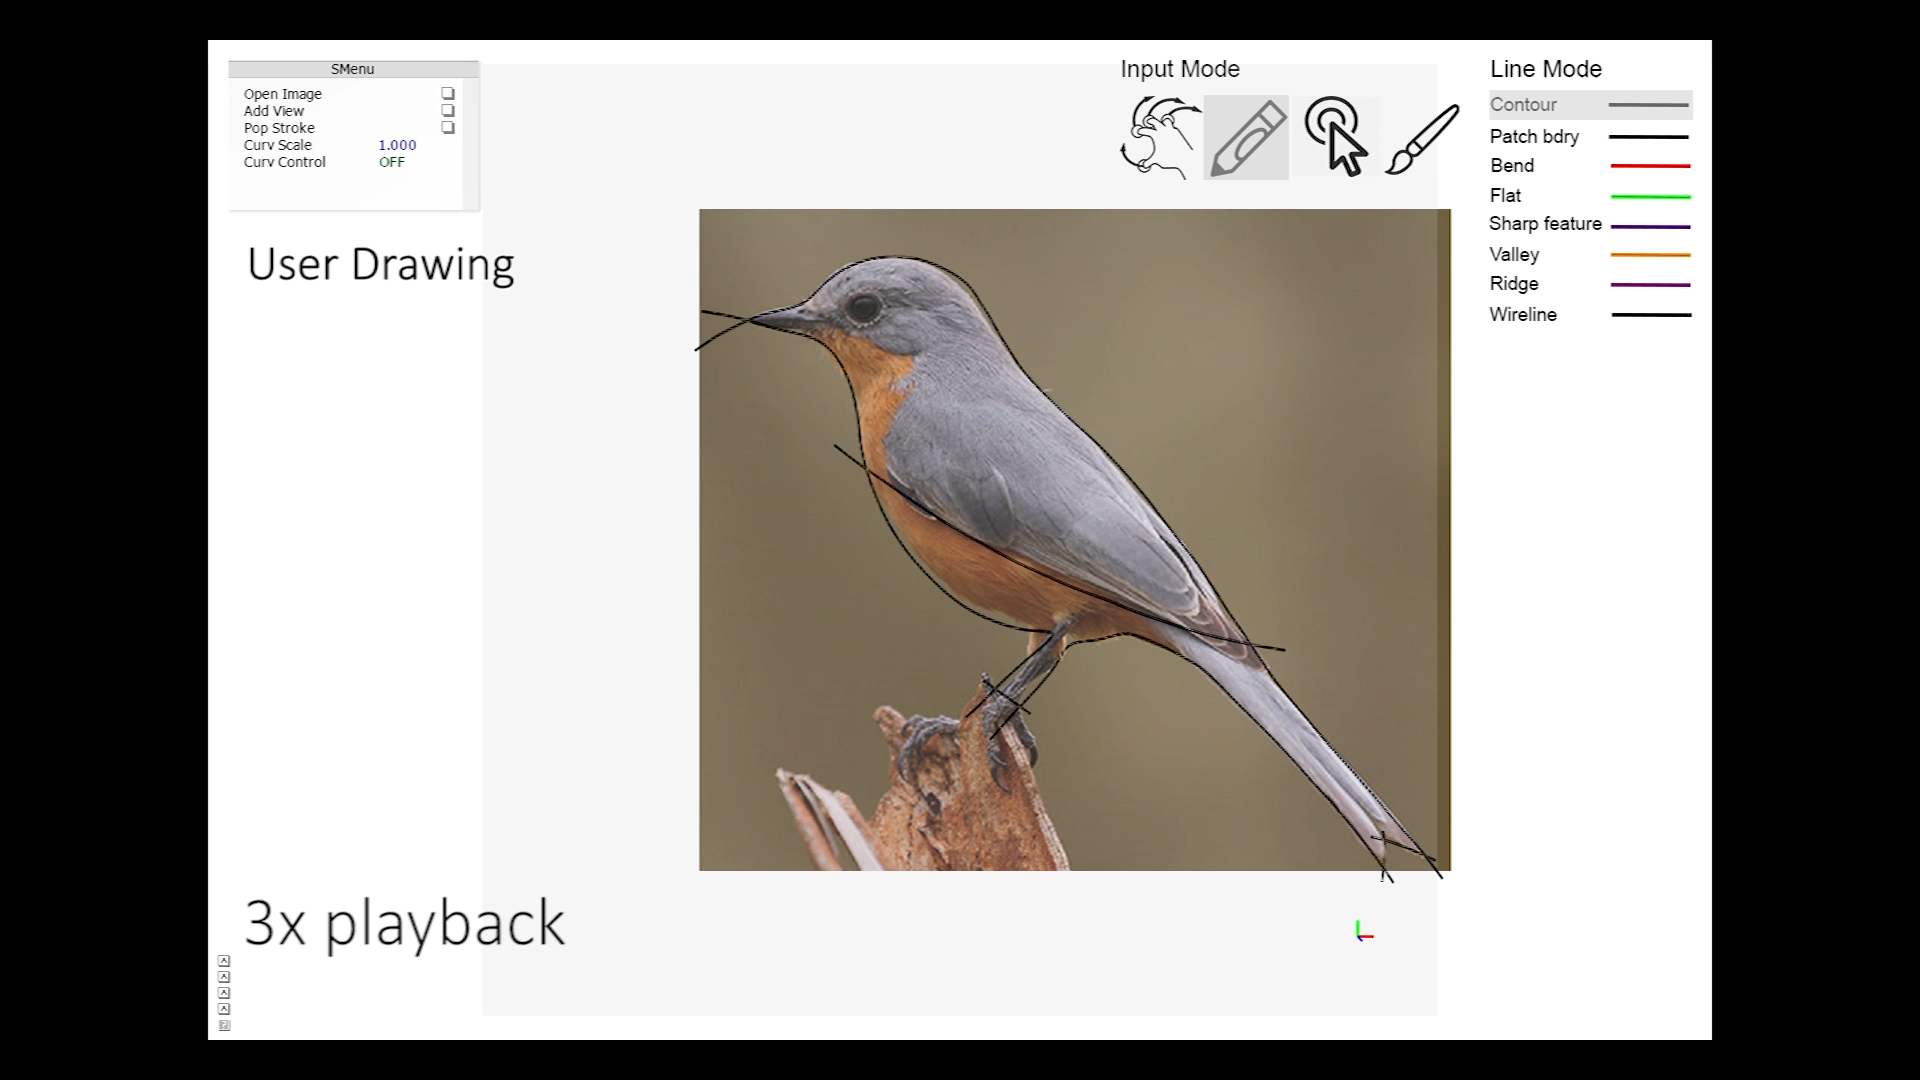 SMenu
Open Image
Add View
Pop Stroke
Curv Scale 1.000
Curv Control OFF
User Drawing
3x playback
Input Mode
Line Mode
Contour
Patch bdry
Bend
Flat
Sharp feature
Valley
Ridge
Wireline